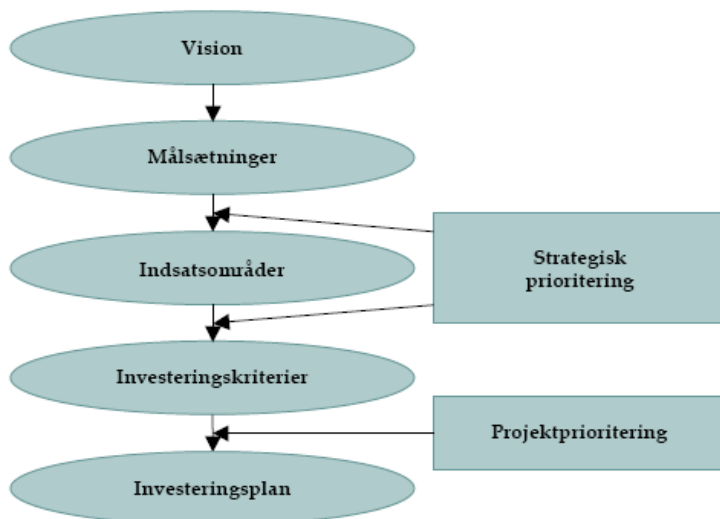 Vision
Målsætninger
Indsatsområder
Strategisk
prioritering
Investeringskriterier
Projektprioritering
Investeringsplan